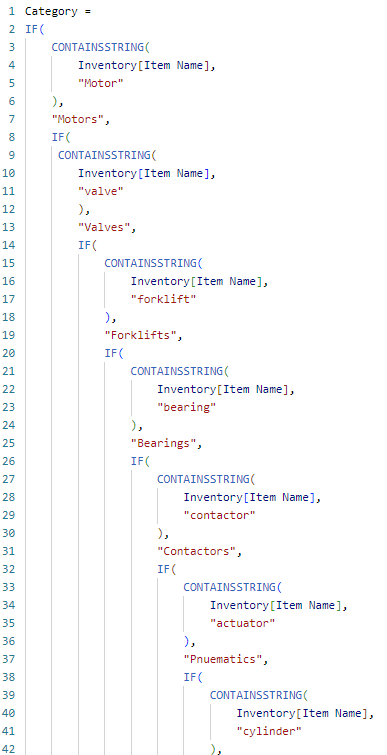 1 Category =
2 IF(
3 CONTAINSSTRING(
4 Inventory[Item Name],
5 "Motor"
6 ),
7 "Motors",
8 IF(
9 CONTAINSSTRING(
10 Inventory[Item Name],
11 "valve"
12 ),
13 "Valves",
14 IF(
15 CONTAINSSTRING(
16 Inventory[Item Name],
17 "forklift"
18 ),
19 "Forklifts",
20 IF(
21 CONTAINSSTRING(
22 Inventory[Item Name],
23 "bearing"
24 ),
25 "Bearings",
26 IF(
27 CONTAINSSTRING(
28 Inventory[Item Name],
29 "contactor"
30 ),
31 "Contactors",
32 IF(
33 CONTAINSSTRING(
34 Inventory[Item Name],
35 "actuator"
36 ),
37 "Pnuematics",
38 IF(
39 CONTAINSSTRING(
40 Inventory[Item Name],
41 "cylinder"
42 ),